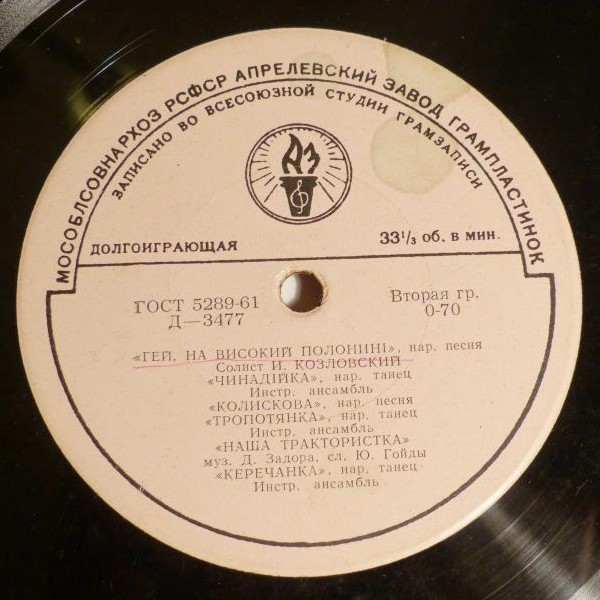 МОСОБЛСОВНАРХОЗ РСФСР АПРЕЛЕВСКИЙ ЗАВОД ГРАМПЛАСТИНОК
ЗАПИСАНО ВО ВСЕСОЮЗНОЙ СТУДИИ ГРАМЗАПИСИ
АЗ
ДОЛГОИГРАЮЩАЯ
33⅓ об. в мин.
ГОСТ 5289-61
Д—3477
Вторая гр.
0-70
«ГЕЙ, НА ВИСОКИЙ ПОЛОНИНІ», нар. песня
Солист И. КОЗЛОВСКИЙ
«ЧИНАДІЙКА», нар. танец
Инстр. ансамбль
«КОЛИСКОВА», нар. песня
«ТРОПОТЯНКА», нар. танец
Инстр. ансамбль
«НАША ТРАКТОРИСТКА»
муз. Д. Задора, сл. Ю. Гойды
«КЕРЕЧАНКА», нар. танец
Инстр. ансамбль